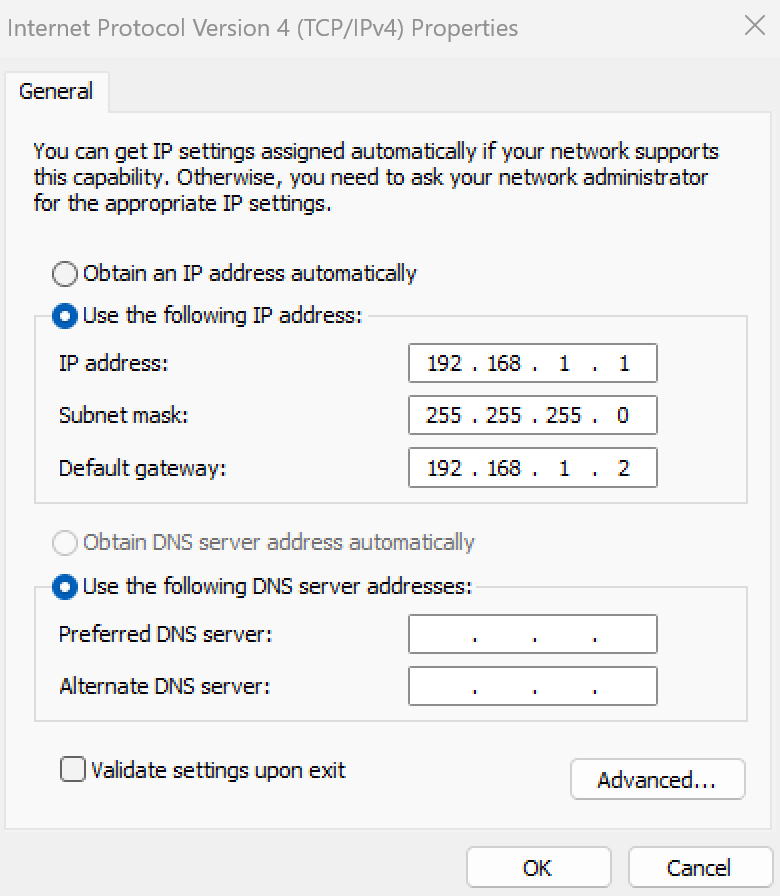 Internet Protocol Version 4 (TCP/IPv4) Properties
General
You can get IP settings assigned automatically if your network supports
this capability. Otherwise, you need to ask your network administrator
for the appropriate IP settings.
Obtain an IP address automatically
Use the following IP address:
IP address: 192 . 168 . 1 . 1
Subnet mask: 255 . 255 . 255 . 0
Default gateway: 192 . 168 . 1 . 2
Obtain DNS server address automatically
Use the following DNS server addresses:
Preferred DNS server: . . .
Alternate DNS server: . . .
Validate settings upon exit
Advanced...
OK Cancel